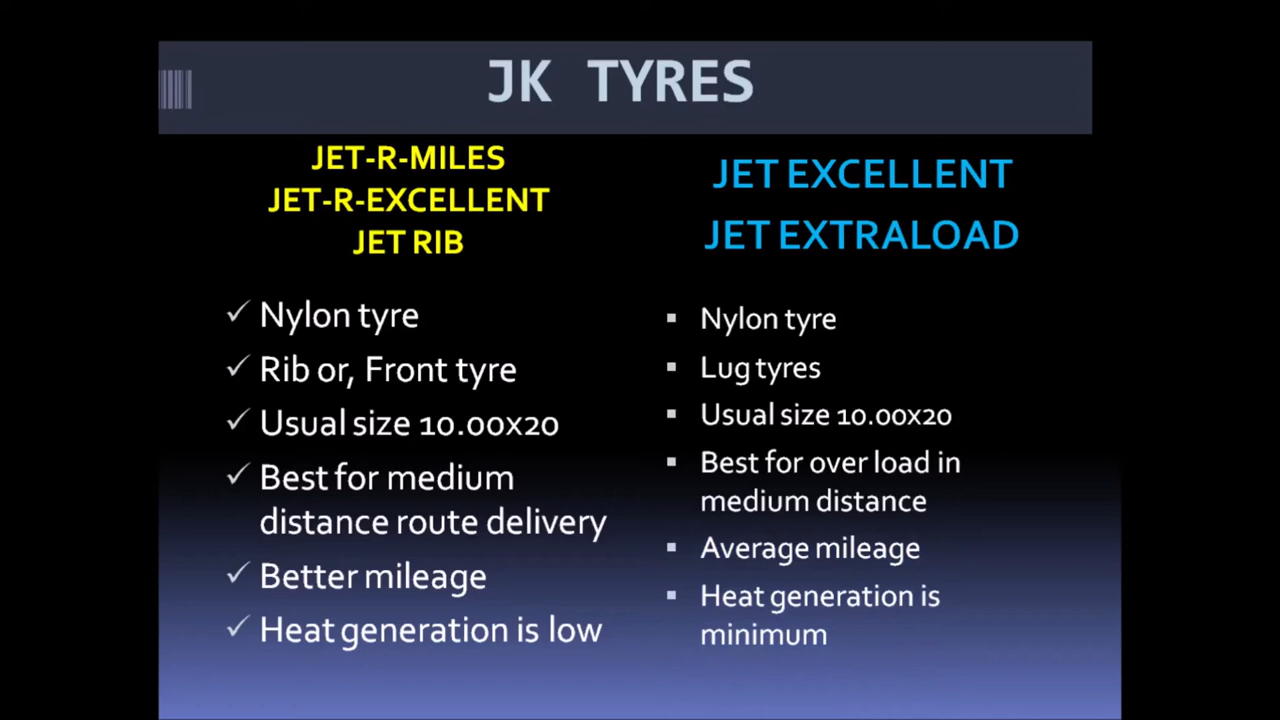 JK TYRES
JET-R-MILES
JET-R-EXCELLENT
JET RIB
✓ Nylon tyre
✓ Rib or, Front tyre
✓ Usual size 10.00x20
✓ Best for medium
distance route delivery
✓ Better mileage
✓ Heat generation is low
JET EXCELLENT
JET EXTRALOAD
▪ Nylon tyre
▪ Lug tyres
▪ Usual size 10.00x20
▪ Best for over load in
medium distance
▪ Average mileage
▪ Heat generation is
minimum